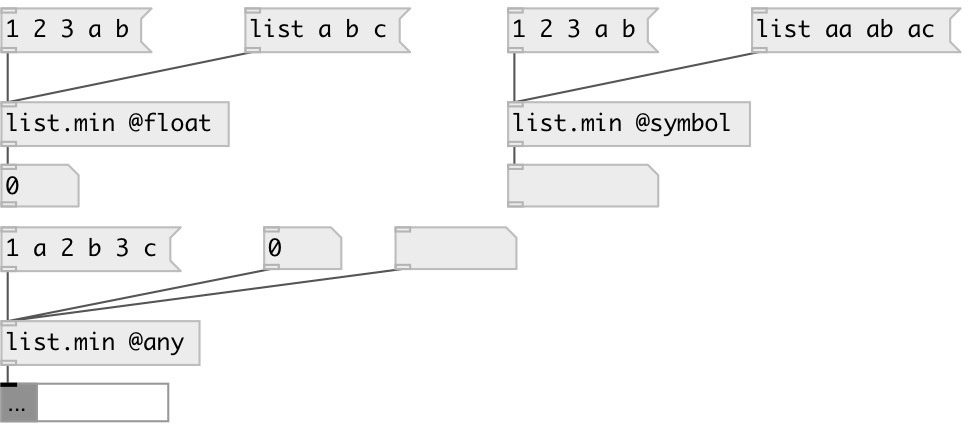 1 2 3 a b
list a b c
1 2 3 a b
list aa ab ac
list.min @float
list.min @symbol
0
1 a 2 b 3 c
0
list.min @any
...